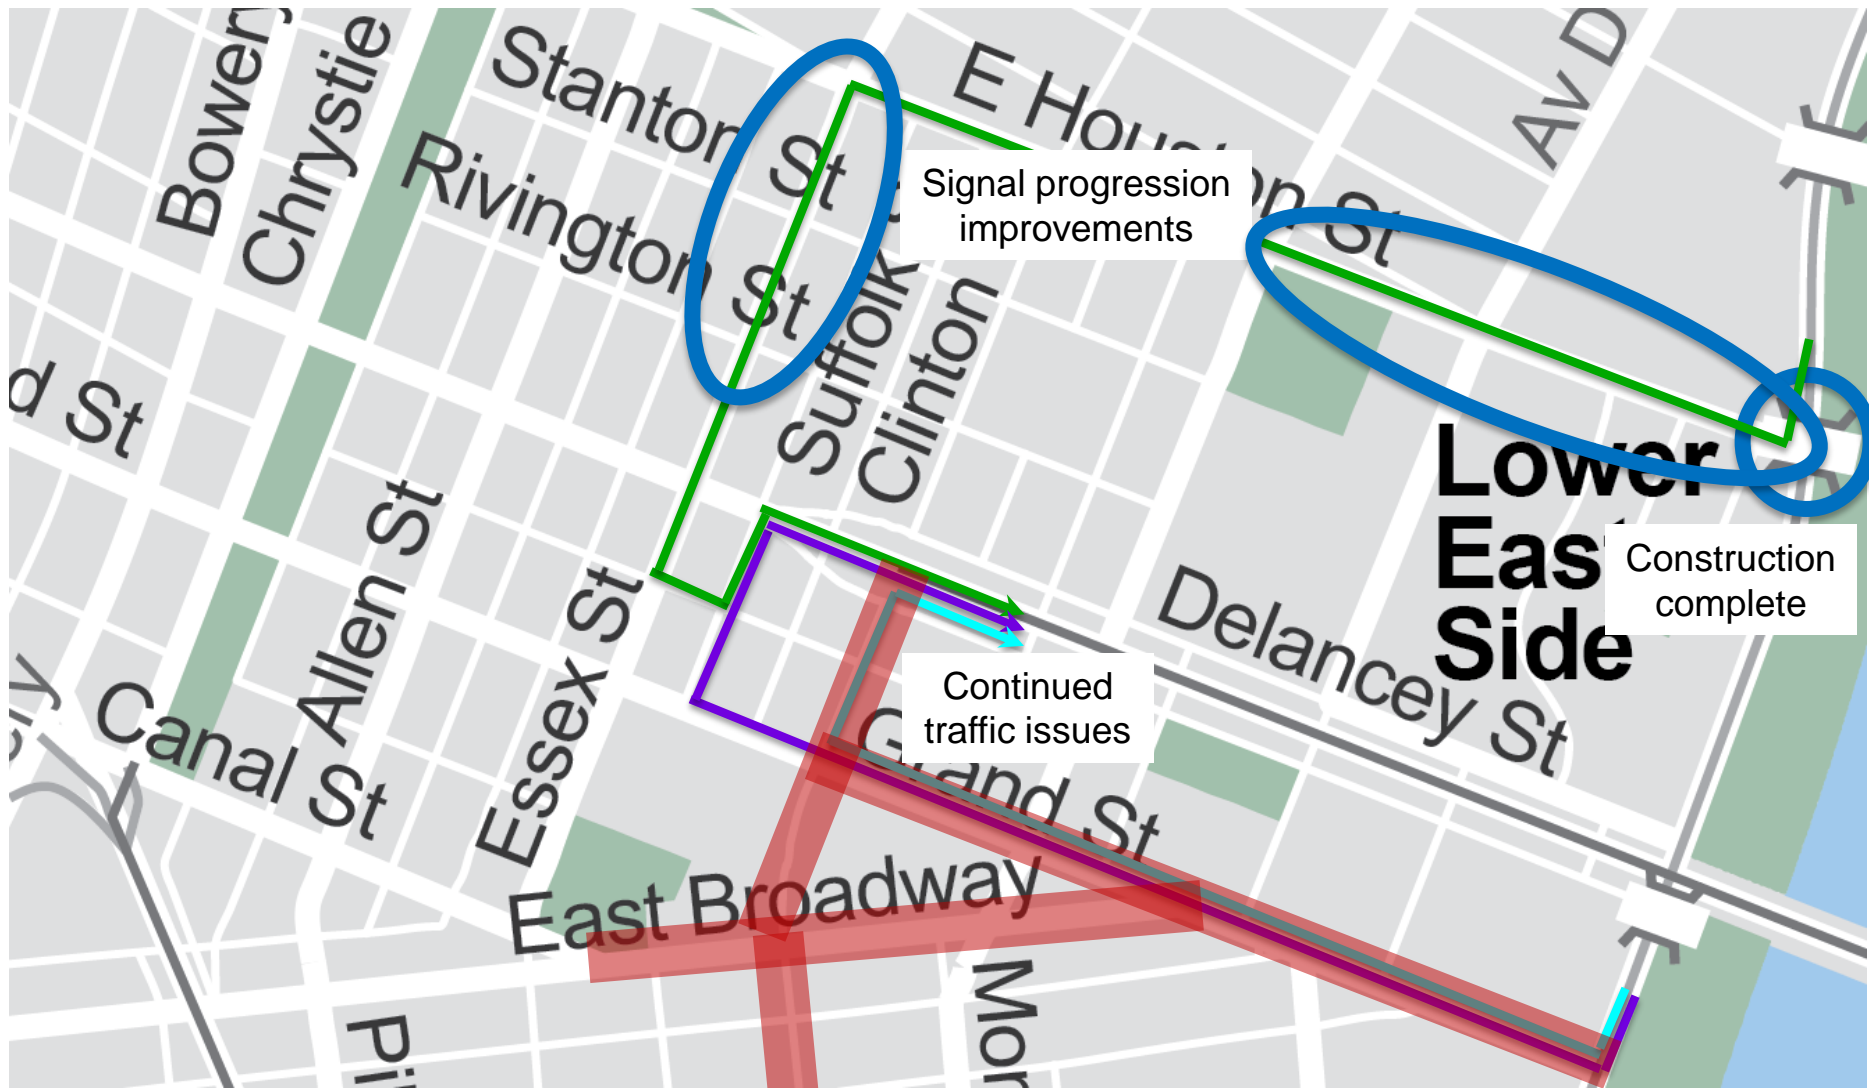 Bowery
Chrystie
Stanton St
Rivington St
E Houston St
Av D
Signal progression
improvements
Suffolk
Clinton
d St
Allen St
Essex St
Canal St
Lower
East
Side
Construction
complete
Delancey St
Continued
traffic issues
Grand St
East Broadway